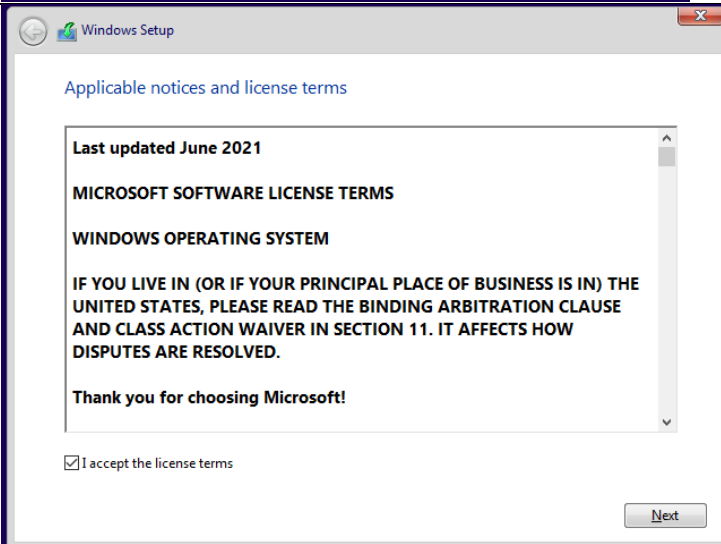 Windows Setup
Applicable notices and license terms
Last updated June 2021
MICROSOFT SOFTWARE LICENSE TERMS
WINDOWS OPERATING SYSTEM
IF YOU LIVE IN (OR IF YOUR PRINCIPAL PLACE OF BUSINESS IS IN) THE
UNITED STATES, PLEASE READ THE BINDING ARBITRATION CLAUSE
AND CLASS ACTION WAIVER IN SECTION 11. IT AFFECTS HOW
DISPUTES ARE RESOLVED.
Thank you for choosing Microsoft!
I accept the license terms
Next